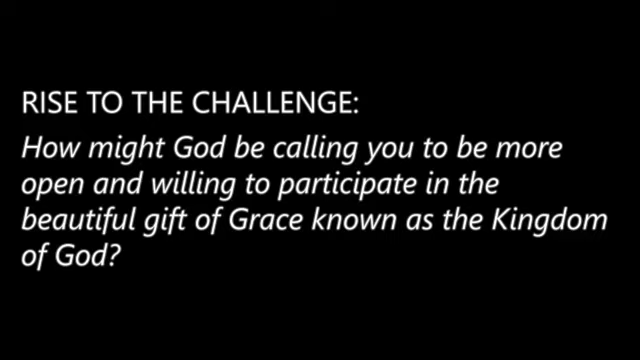 RISE TO THE CHALLENGE:
How might God be calling you to be more
open and willing to participate in the
beautiful gift of Grace known as the Kingdom
of God?